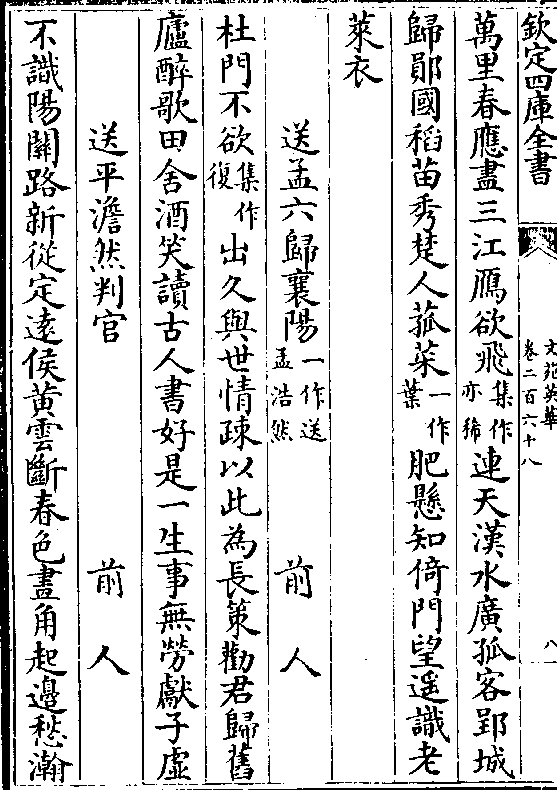 欽定四庫全書
文苑英華
卷二百六十八
八
萬里春應盡三江鴈欲飛集作亦稀連天漢水廣孤客郢城
歸鄖國稻苗秀楚人菰菜一作葉肥懸知倚門望遥識老
萊衣
送孟六歸襄陽一作送孟浩然 前人
杜門不欲集作復出久與世情踈以此為長策勸君歸舊
廬醉歌田舍酒笑讀古人書好是一生事無勞獻子虛
送平澹然判官 前人
不識陽關路新從定遠侯黄雲斷春色畫角起邉愁瀚